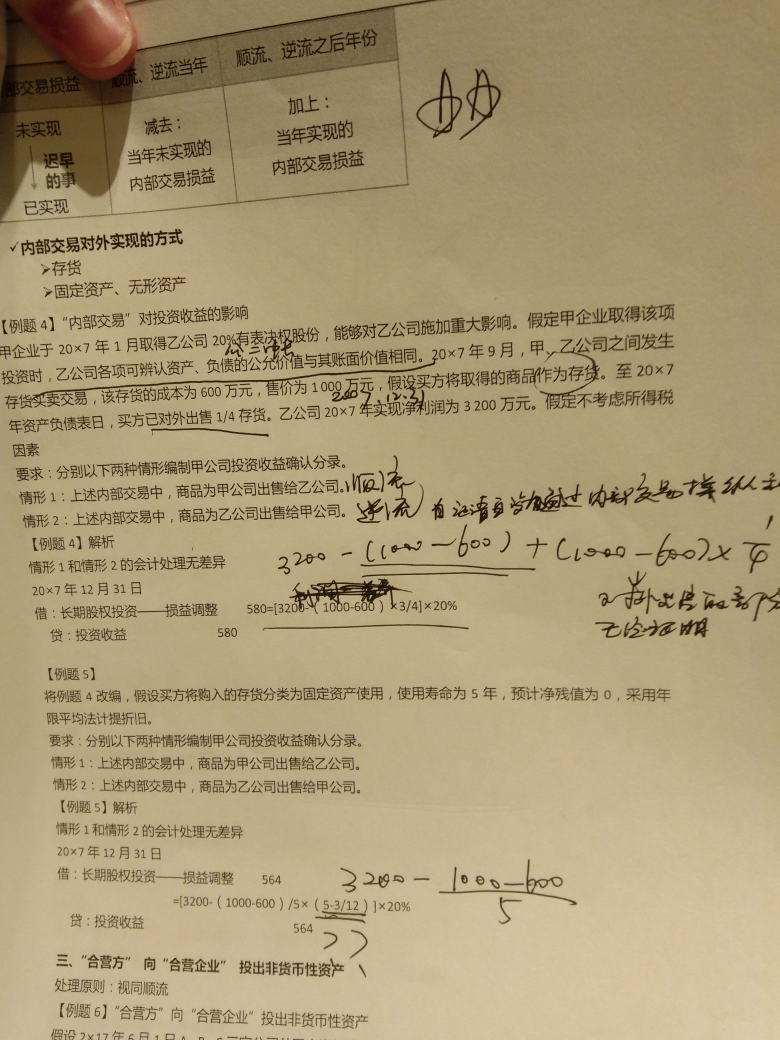 部交易损益 顺流、逆流当年 顺流、逆流之后年份
未实现
迟早
的事
已实现
减去：
当年未实现的
内部交易损益
加上：
当年实现的
内部交易损益
✓内部交易对外实现的方式
➢存货
➢固定资产、无形资产
【例题 4】“内部交易”对投资收益的影响
甲企业于 20×7 年 1 月取得乙公司 20%有表决权股份，能够对乙公司施加重大影响。假定甲企业取得该项
投资时，乙公司各项可辨认资产、负债的公允价值与其账面价值相同。20×7 年 9 月，甲、乙公司之间发生
存货买卖交易，该存货的成本为 600 万元，售价为 1 000 万元，假设买方将取得的商品作为存货。至 20×7
2007.12.31
年资产负债表日，买方已对外出售 1/4 存货。乙公司 20×7 年实现净利润为 3 200 万元。假定不考虑所得税
因素
要求：分别以下两种情形编制甲公司投资收益确认分录。
情形 1：上述内部交易中，商品为甲公司出售给乙公司。顺流
情形 2：上述内部交易中，商品为乙公司出售给甲公司。逆流
通过内部交易操纵
【例题 4】解析
情形 1 和情形 2 的会计处理无差异
3200 - (1000-600) + (1000-600)× 1/4
20×7 年 12 月 31 日
借：长期股权投资——损益调整 580=[3200-（1000-600）×3/4]×20%
贷：投资收益 580
【例题 5】
将例题 4 改编，假设买方将购入的存货分类为固定资产使用，使用寿命为 5 年，预计净残值为 0，采用年
限平均法计提折旧。
要求：分别以下两种情形编制甲公司投资收益确认分录。
情形 1：上述内部交易中，商品为甲公司出售给乙公司。
情形 2：上述内部交易中，商品为乙公司出售给甲公司。
【例题 5】解析
情形 1 和情形 2 的会计处理无差异
20×7 年 12 月 31 日
借：长期股权投资——损益调整 564
3200 - 1000-600
5
=[3200-（1000-600）/5×（5-3/12）]×20%
贷：投资收益 564
??
三、“合营方” 向“合营企业” 投出非货币性资产
处理原则：视同顺流
【例题 6】“合营方”向“合营企业”投出非货币性资产